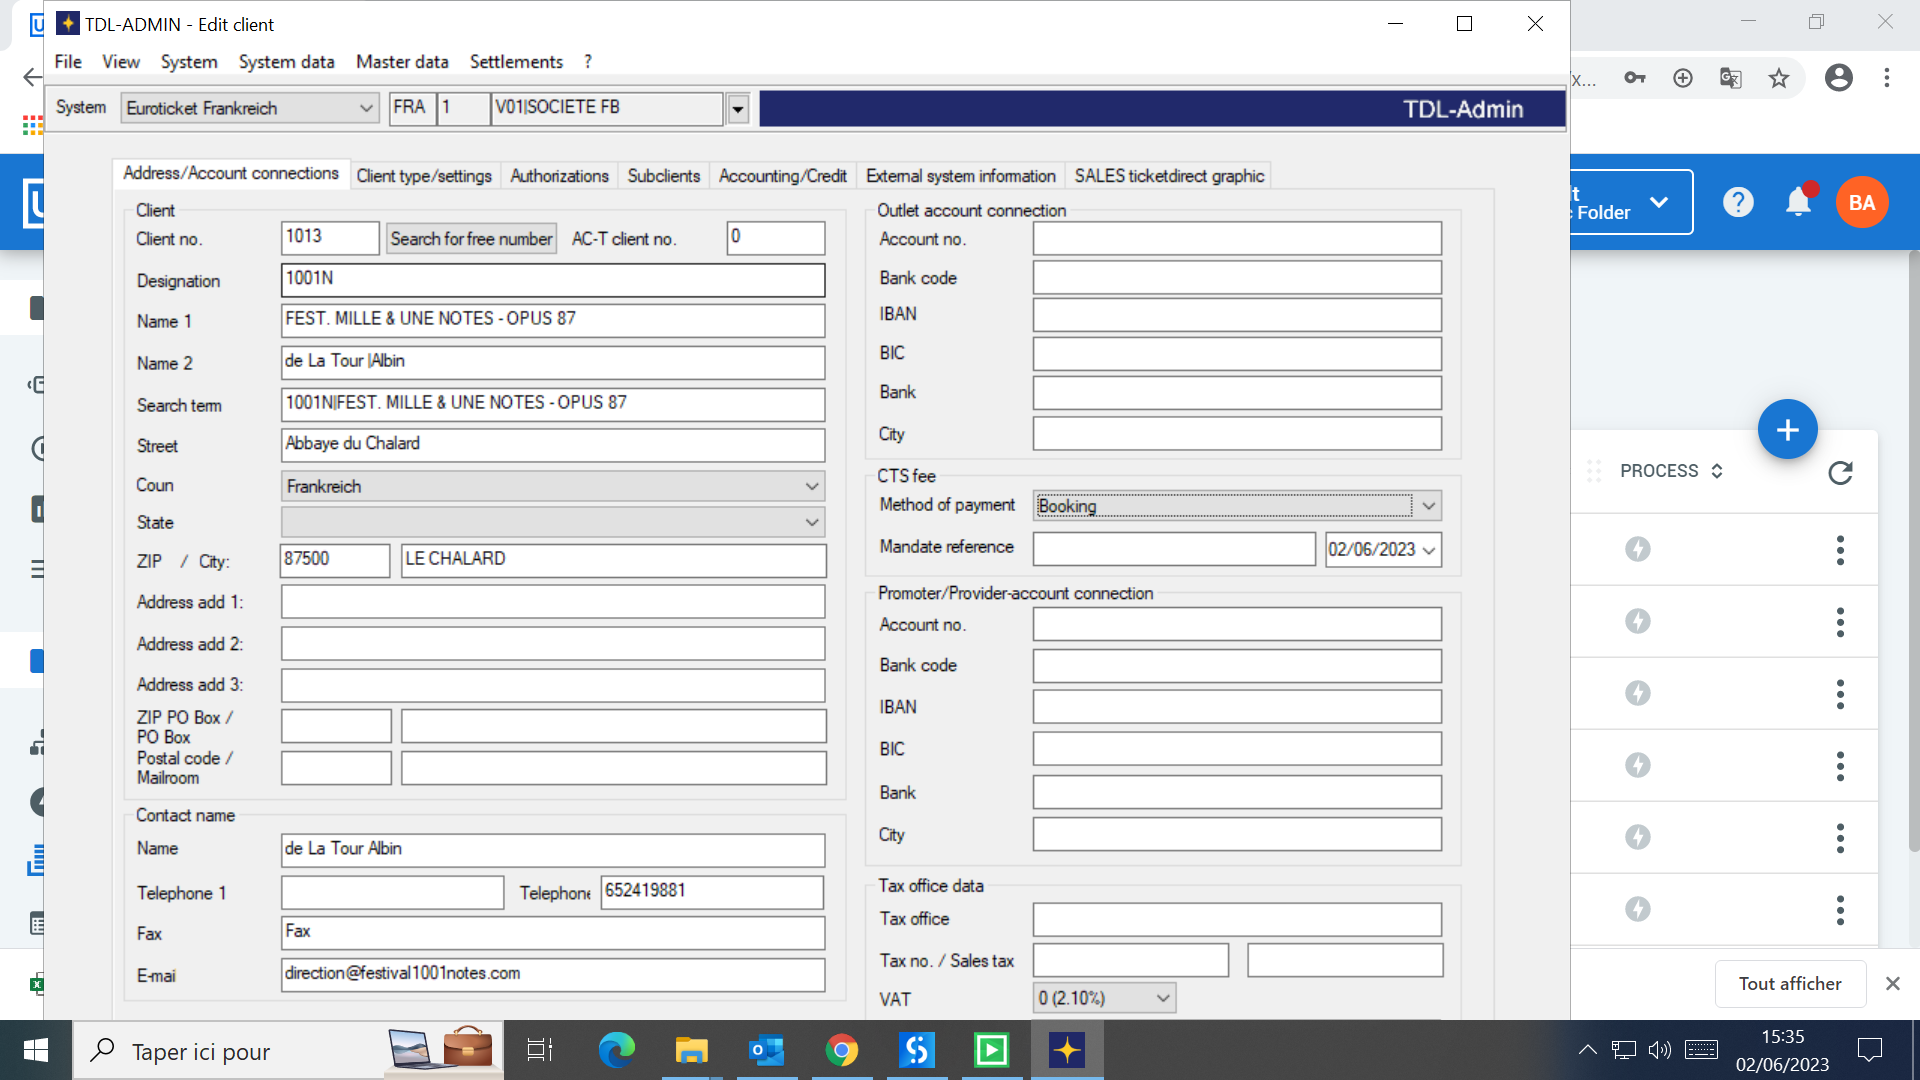 TDL-ADMIN - Edit client
File View System System data Master data Settlements ?
System Euroticket Frankreich FRA 1 V01|SOCIETE FB TDL-Admin
Address/Account connections Client type/settings Authorizations Subclients Accounting/Credit External system information SALES ticketdirect graphic
Client
Client no. 1013 Search for free number AC-T client no. 0
Designation 1001N
Name 1 FEST. MILLE & UNE NOTES - OPUS 87
Name 2 de La Tour |Albin
Search term 1001N|FEST. MILLE & UNE NOTES - OPUS 87
Street Abbaye du Chalard
Coun Frankreich
State
ZIP / City: 87500 LE CHALARD
Address add 1:
Address add 2:
Address add 3:
ZIP PO Box /
PO Box
Postal code /
Mailroom
Contact name
Name de La Tour Albin
Telephone 1 Telephone 652419881
Fax Fax
E-mai direction@festival1001notes.com
Outlet account connection
Account no.
Bank code
IBAN
BIC
Bank
City
CTS fee
Method of payment Booking
Mandate reference 02/06/2023
Promoter/Provider-account connection
Account no.
Bank code
IBAN
BIC
Bank
City
Tax office data
Tax office
Tax no. / Sales tax
VAT 0 (2.10%)
x...
lt
c Folder
BA
PROCESS
Tout afficher
Taper ici pour
15:35
02/06/2023